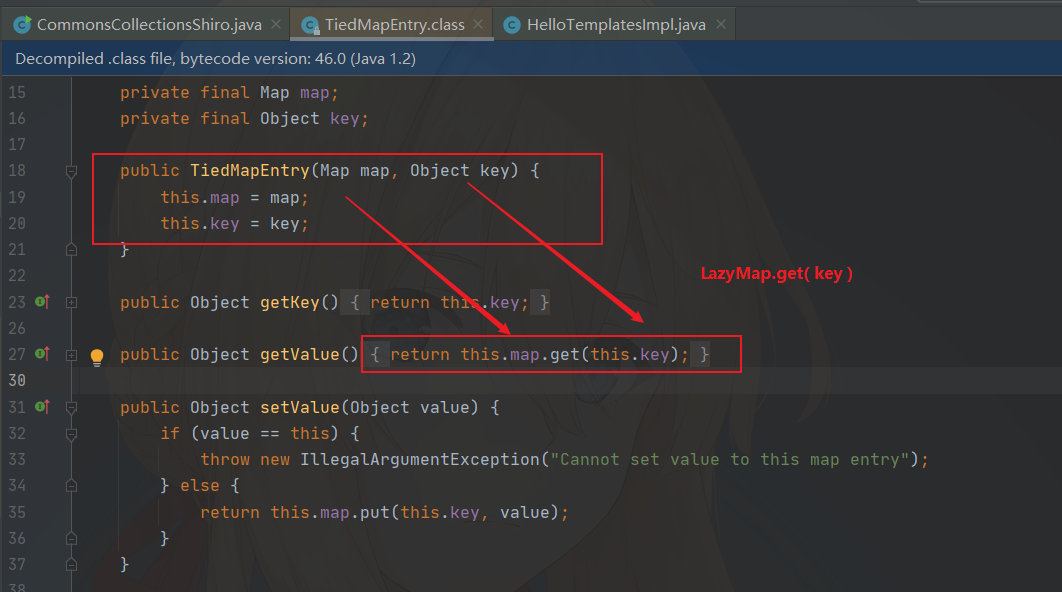 CommonsCollectionsShiro.java TiedMapEntry.class HelloTemplatesImpl.java
Decompiled .class file, bytecode version: 46.0 (Java 1.2)
15 private final Map map;
16 private final Object key;
17
18 public TiedMapEntry(Map map, Object key) {
19 this.map = map;
20 this.key = key;
21 }
22
LazyMap.get( key )
23 public Object getKey() { return this.key; }
26
27 public Object getValue() { return this.map.get(this.key); }
30
31 public Object setValue(Object value) {
32 if (value == this) {
33 throw new IllegalArgumentException("Cannot set value to this map entry");
34 } else {
35 return this.map.put(this.key, value);
36 }
37 }
38